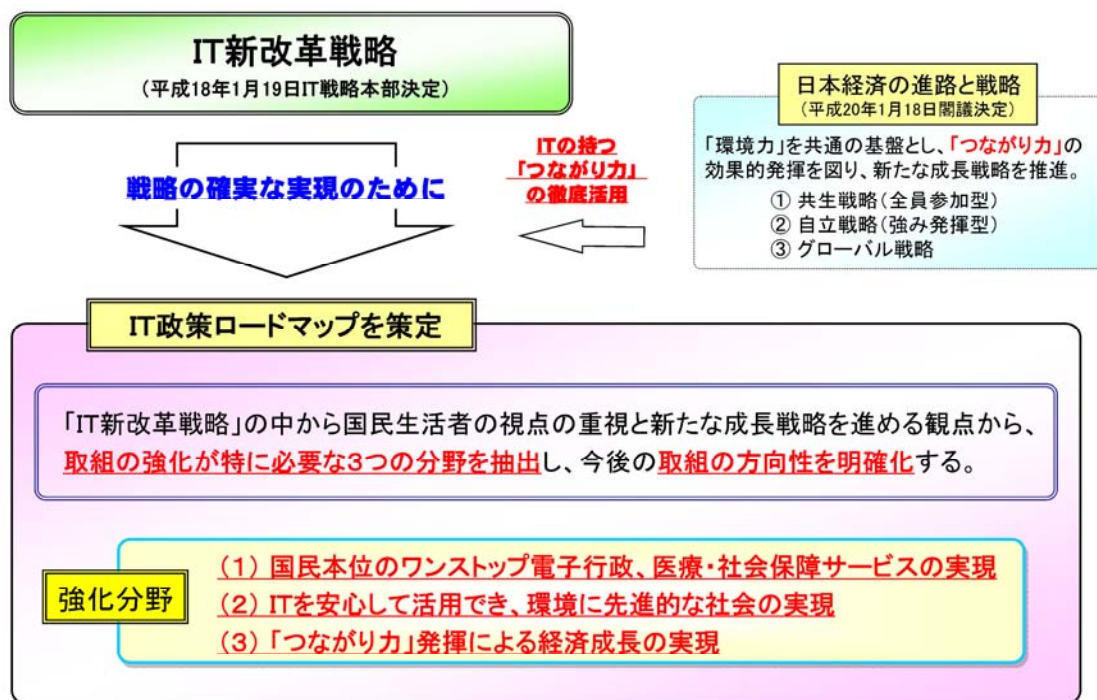 IT新改革戦略
(平成18年1月19日IT戦略本部決定)
日本経済の進路と戦略
(平成20年1月18日閣議決定)
「環境力」を共通の基盤とし、「つながり力」の
効果的発揮を図り、新たな成長戦略を推進。
① 共生戦略(全員参加型)
② 自立戦略(強み発揮型)
③ グローバル戦略
ITの持つ
「つながり力」
の徹底活用
戦略の確実な実現のために
IT政策ロードマップを策定
「IT新改革戦略」の中から国民生活者の視点の重視と新たな成長戦略を進める観点から、
取組の強化が特に必要な3つの分野を抽出し、今後の取組の方向性を明確化する。
強化分野
(1) 国民本位のワンストップ電子行政、医療・社会保障サービスの実現
(2) ITを安心して活用でき、環境に先進的な社会の実現
(3) 「つながり力」発揮による経済成長の実現